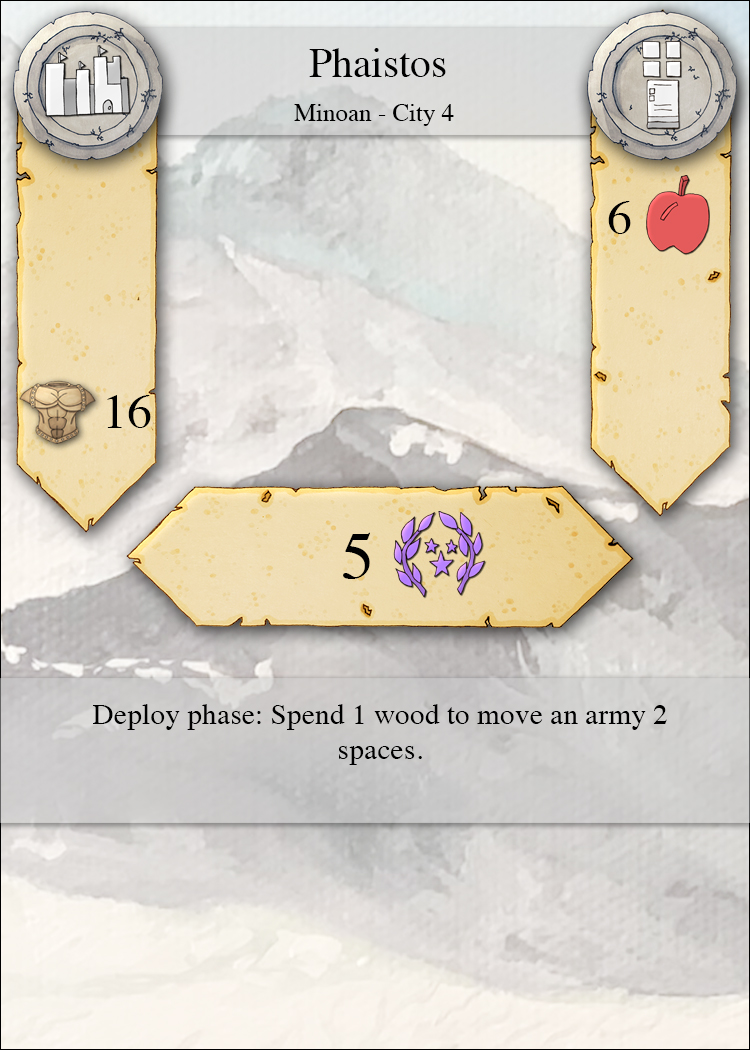 Phaistos
Minoan - City 4
6
16
5
Deploy phase: Spend 1 wood to move an army 2
spaces.